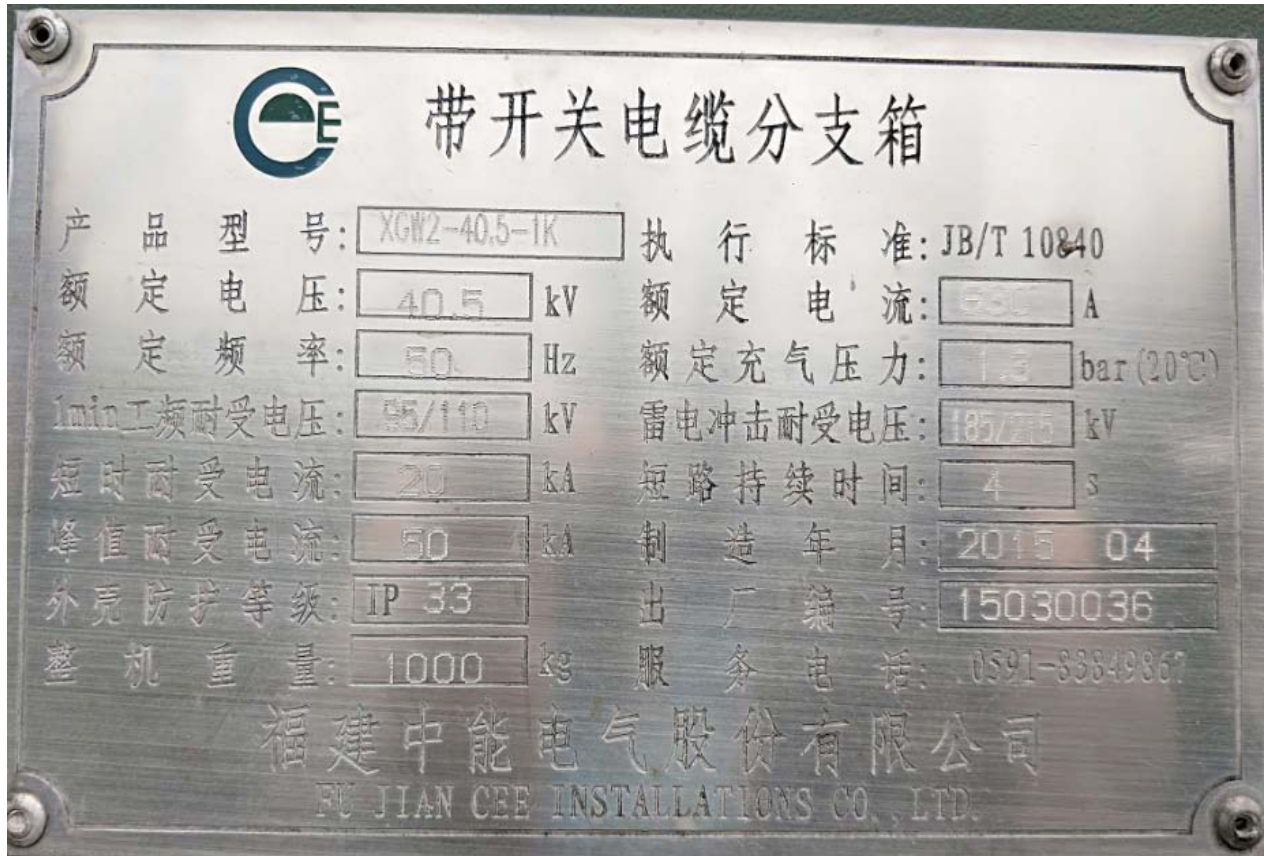 CEE 带开关电缆分支箱
产品型号: XGW2-40.5-1K 执行标准: JB/T 10840
额定电压: 40.5 kV 额定电流: 630 A
额定频率: 50 Hz 额定充气压力: bar (20℃)
1min工频耐受电压: 95/110 kV 雷电冲击耐受电压: 185/215 kV
短时耐受电流: 20 kA 短路持续时间: 4 s
峰值耐受电流: 50 kA 制造年月: 2015 04
外壳防护等级: IP 33 出厂编号: 15030036
整机重量: 1000 kg 服务电话: 0591-83849867
福建中能电气股份有限公司
FU JIAN CEE INSTALLATIONS CO., LTD.